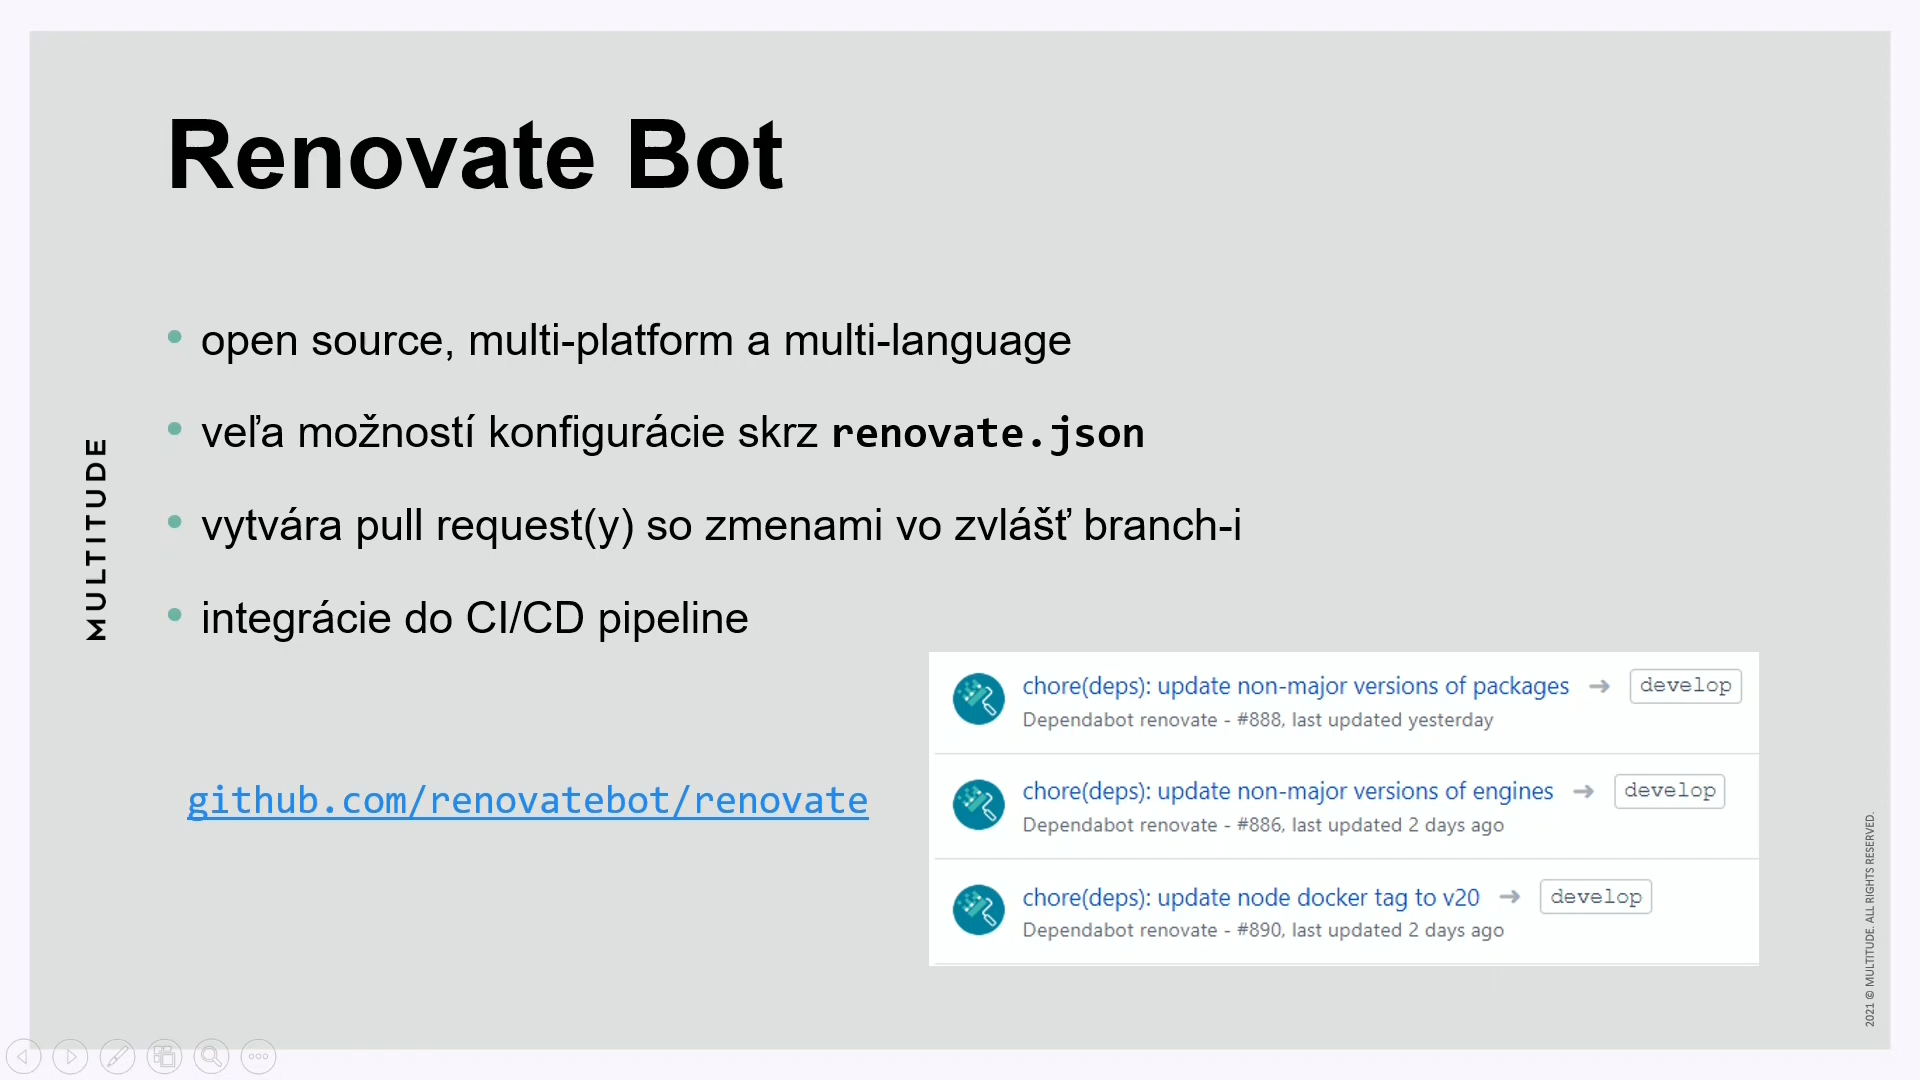 Renovate Bot
open source, multi-platform a multi-language
veľa možností konfigurácie skrz renovate.json
vytvára pull request(y) so zmenami vo zvlášť branch-i
integrácie do CI/CD pipeline
MULTITUDE
github.com/renovatebot/renovate
chore(deps): update non-major versions of packages → develop
Dependabot renovate - #888, last updated yesterday
chore(deps): update non-major versions of engines → develop
Dependabot renovate - #886, last updated 2 days ago
chore(deps): update node docker tag to v20 → develop
Dependabot renovate - #890, last updated 2 days ago
2021 © MULTITUDE. ALL RIGHTS RESERVED.